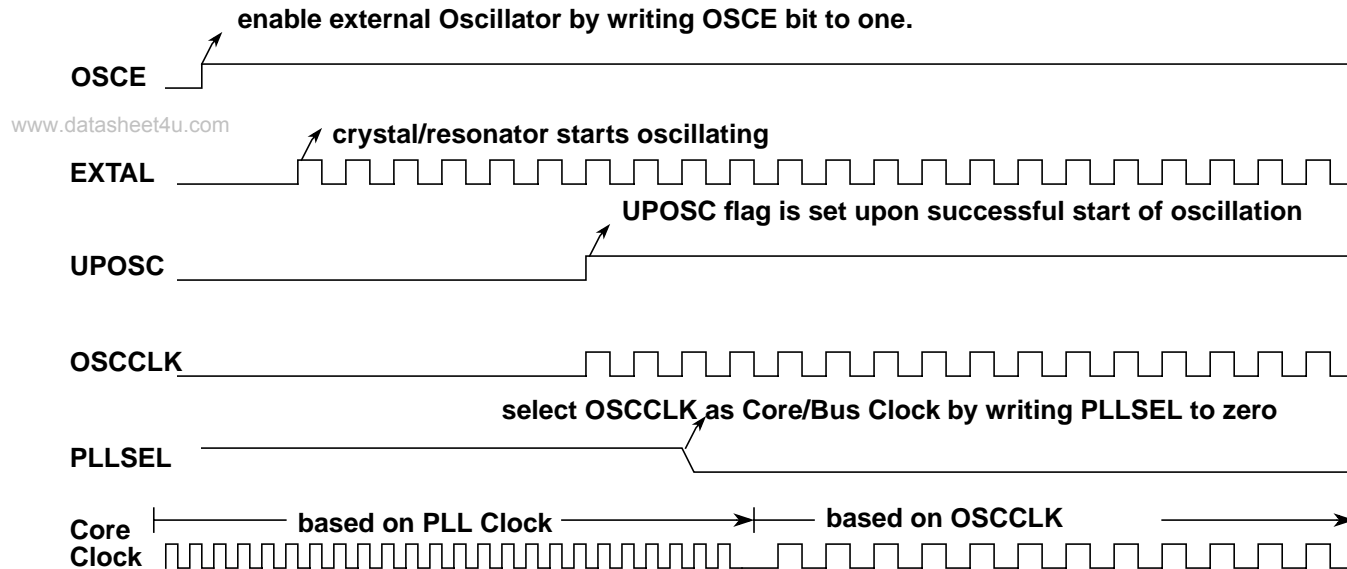 enable external Oscillator by writing OSCE bit to one.
OSCE
www.datasheet4u.com
crystal/resonator starts oscillating
EXTAL
UPOSC flag is set upon successful start of oscillation
UPOSC
OSCCLK
select OSCCLK as Core/Bus Clock by writing PLLSEL to zero
PLLSEL
based on PLL Clock
based on OSCCLK
Core
Clock